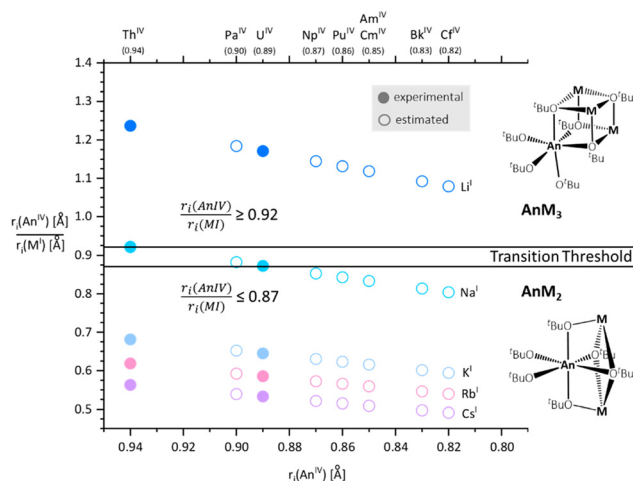 Th^IV Pa^IV U^IV Np^IV Pu^IV Am^IV Cm^IV Bk^IV Cf^IV
(0.94) (0.90) (0.89) (0.87) (0.86) (0.85) (0.83) (0.82)
1.4
1.3
1.2
1.1
1.0
0.9
0.8
0.7
0.6
0.5
experimental
estimated
r_i(An^IV) [Å]
r_i(M^I) [Å]
r_i(AnIV)
r_i(MI)
≥ 0.92
r_i(AnIV)
r_i(MI)
≤ 0.87
Li^I
Na^I
K^I
Rb^I
Cs^I
Transition Threshold
M
^tBuO
O^tBu
M
M
^tBuO
^tBuO
An
O
^tBu
^tBuO
O^tBu
AnM₃
AnM₂
M
^tBuO
^tBuO
An
O^tBu
O^tBu
^tBuO
^tBuO
M
0.94 0.92 0.90 0.88 0.86 0.84 0.82 0.80
r_i(An^IV) [Å]